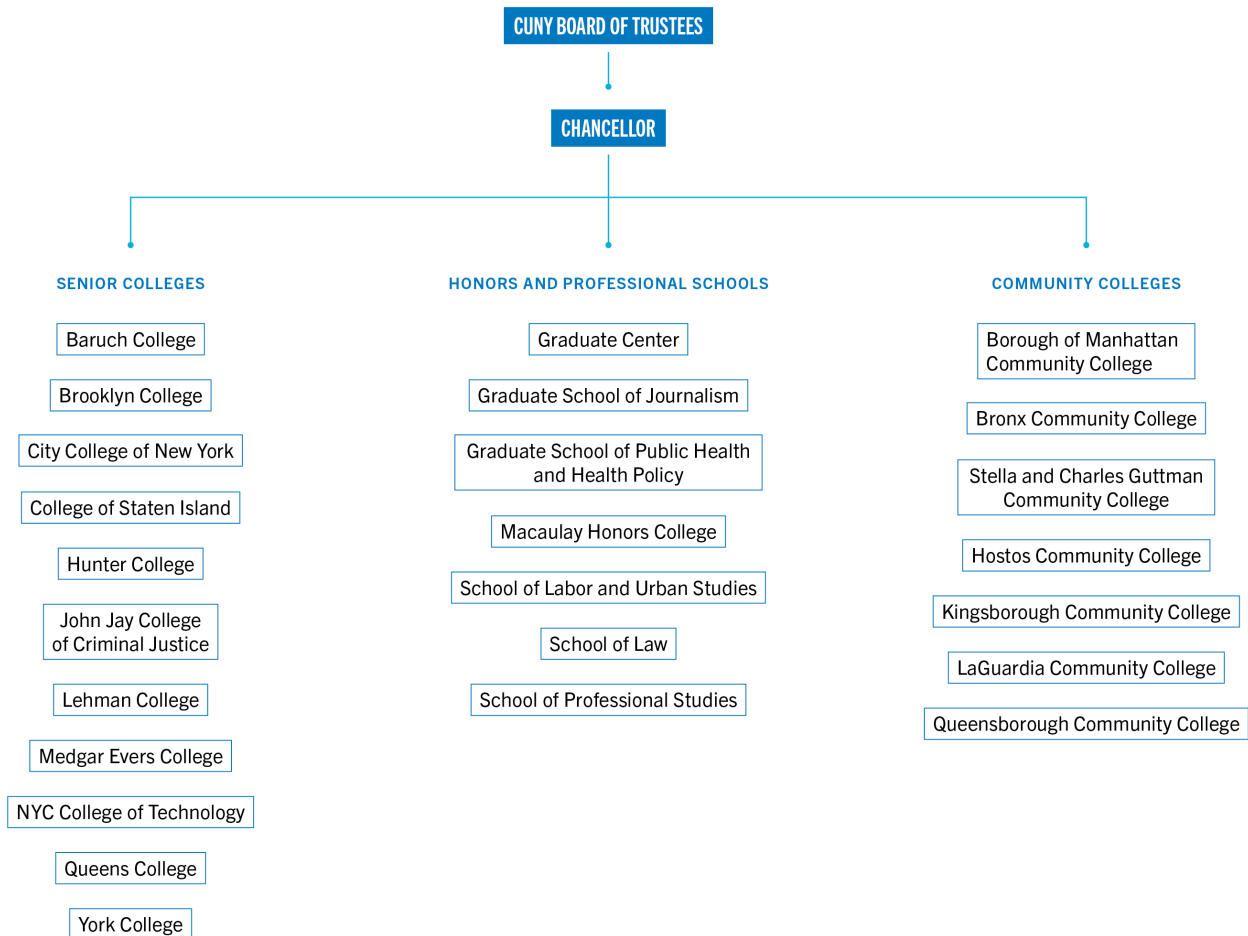 CUNY BOARD OF TRUSTEES
CHANCELLOR
SENIOR COLLEGES
Baruch College
Brooklyn College
City College of New York
College of Staten Island
Hunter College
John Jay College
of Criminal Justice
Lehman College
Medgar Evers College
NYC College of Technology
Queens College
York College
HONORS AND PROFESSIONAL SCHOOLS
Graduate Center
Graduate School of Journalism
Graduate School of Public Health
and Health Policy
Macaulay Honors College
School of Labor and Urban Studies
School of Law
School of Professional Studies
COMMUNITY COLLEGES
Borough of Manhattan
Community College
Bronx Community College
Stella and Charles Guttman
Community College
Hostos Community College
Kingsborough Community College
LaGuardia Community College
Queensborough Community College